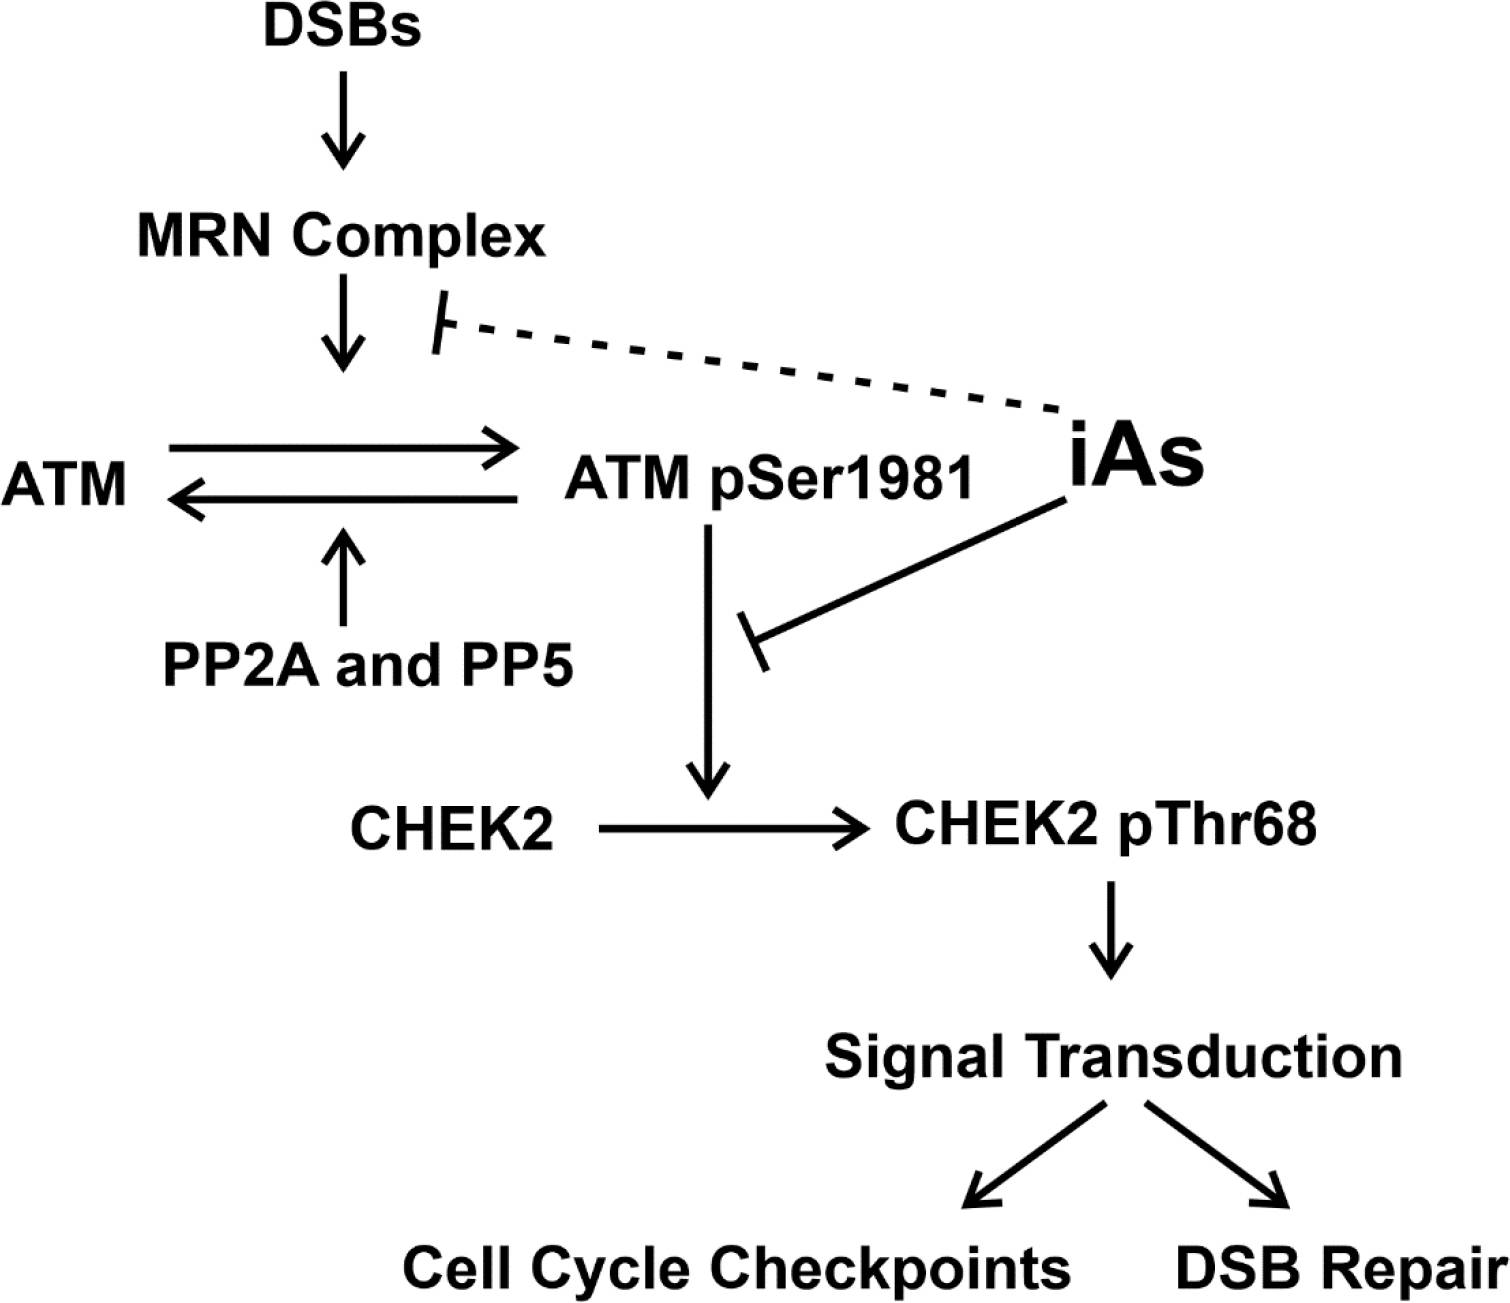 DSBs
MRN Complex
iAs
ATM
ATM pSer1981
PP2A and PP5
CHEK2
CHEK2 pThr68
Signal Transduction
Cell Cycle Checkpoints
DSB Repair